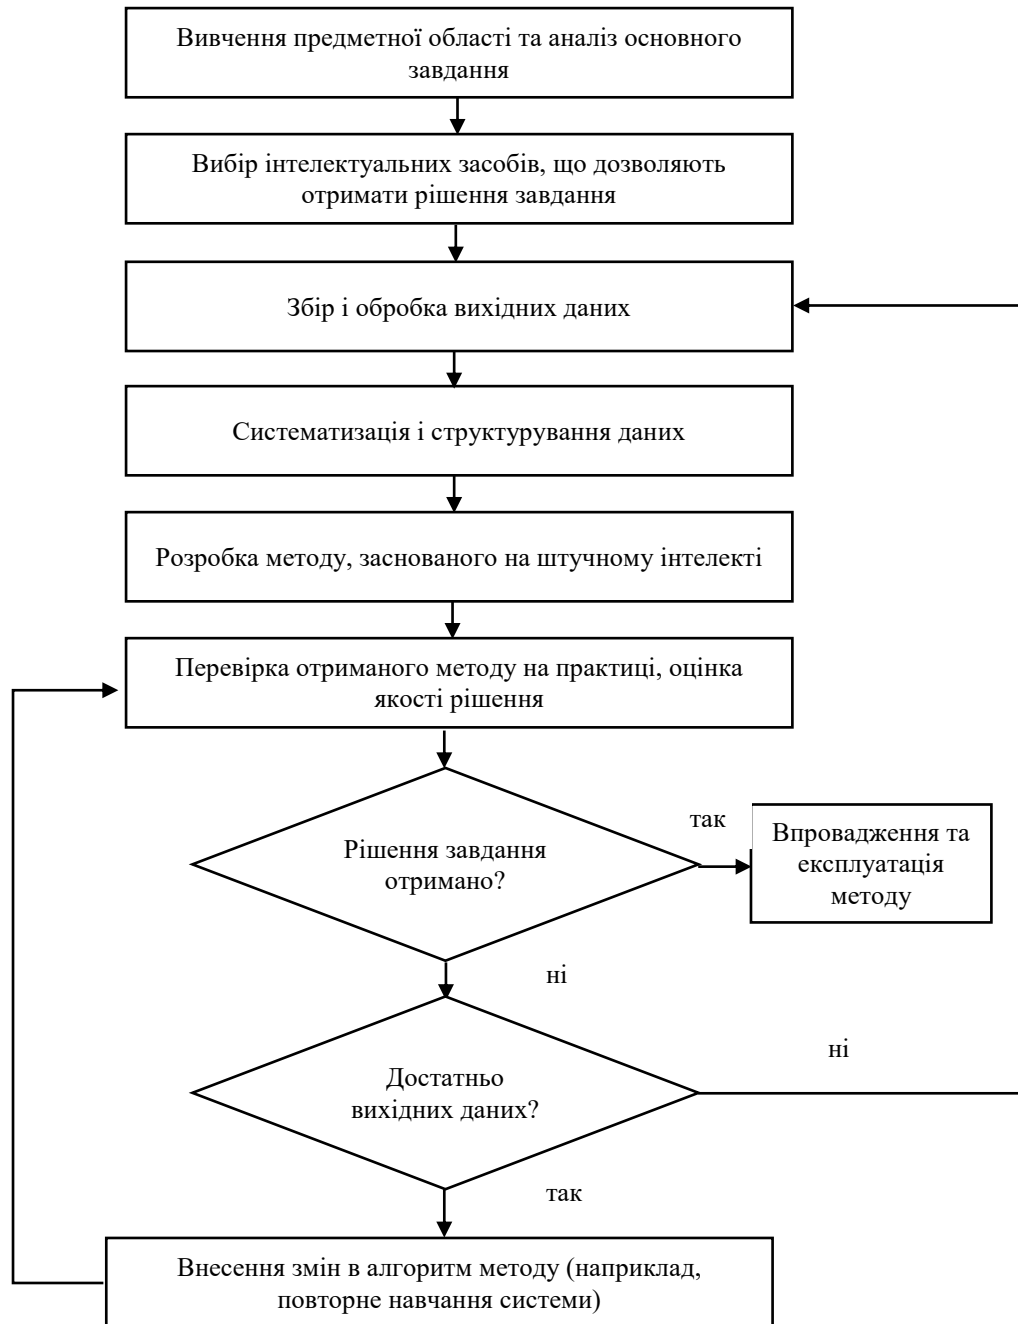 Вивчення предметної області та аналіз основного
завдання
Вибір інтелектуальних засобів, що дозволяють
отримати рішення завдання
Збір і обробка вихідних даних
Систематизація і структурування даних
Розробка методу, заснованого на штучному інтелекті
Перевірка отриманого методу на практиці, оцінка
якості рішення
Рішення завдання
отримано?
так
Впровадження та
експлуатація
методу
ні
Достатньо
вихідних даних?
ні
так
Внесення змін в алгоритм методу (наприклад,
повторне навчання системи)